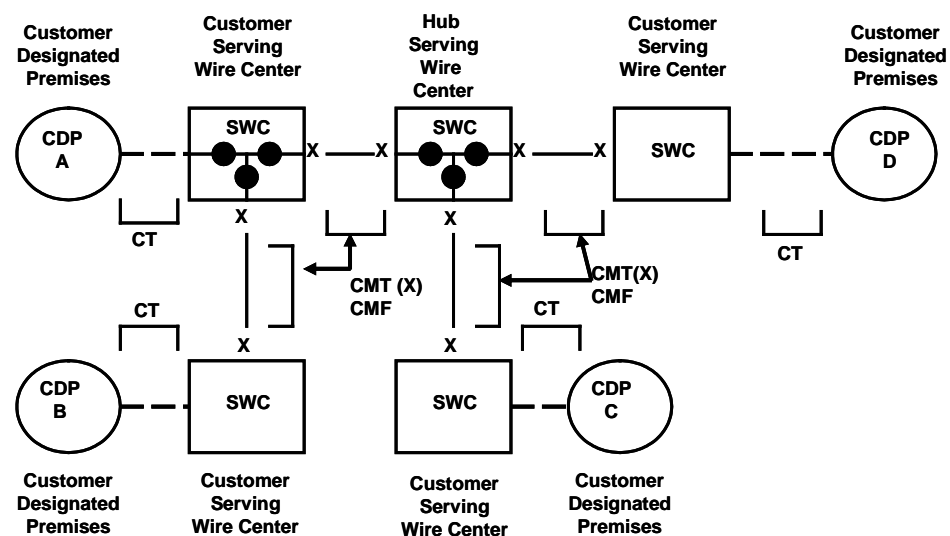 Customer
Designated
Premises
Customer
Serving
Wire Center
Hub
Serving
Wire
Center
Customer
Serving
Wire Center
Customer
Designated
Premises
CDP
A
SWC
X
X
SWC
X
X
SWC
CDP
D
CT
X
X
CT
CMT (X)
CMF
CMT(X)
CMF
CT
CT
X
X
CDP
B
SWC
SWC
CDP
C
Customer
Designated
Premises
Customer
Serving
Wire Center
Customer
Serving
Wire Center
Customer
Designated
Premises